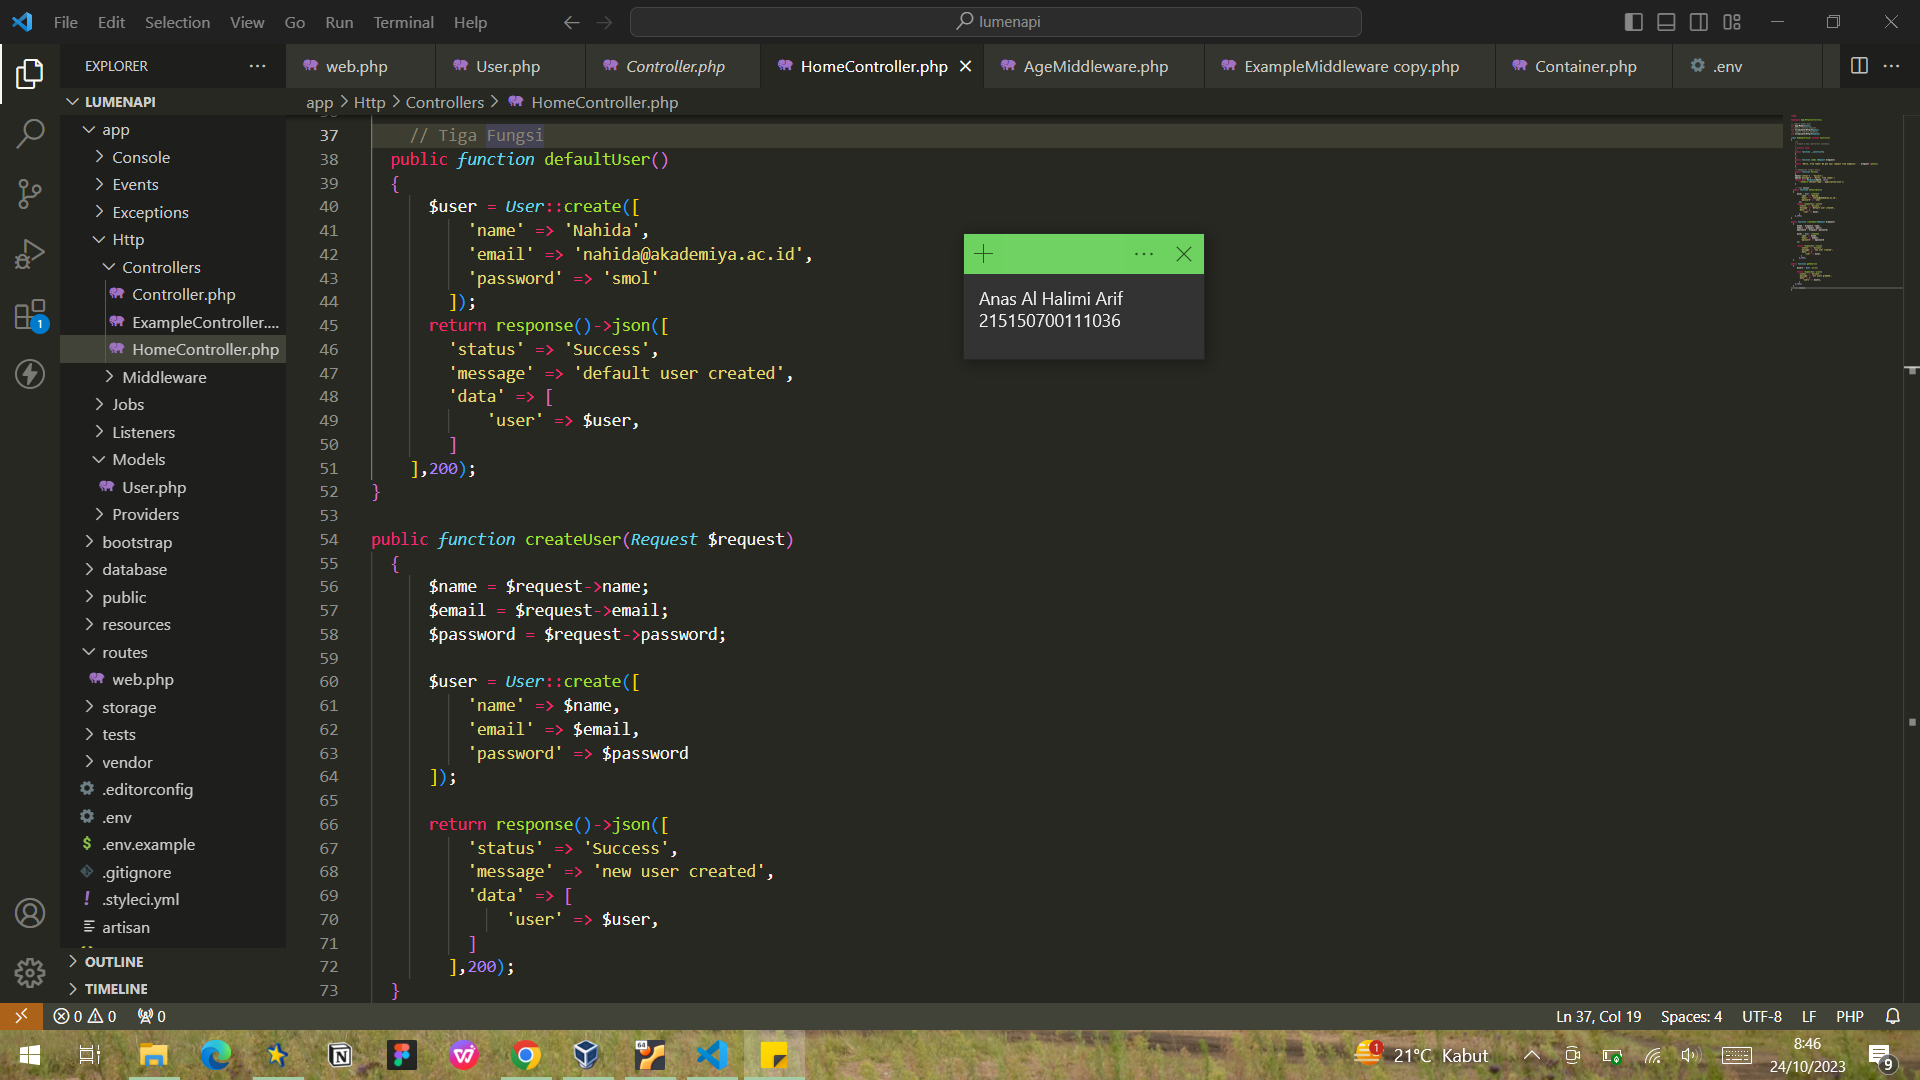 File Edit Selection View Go Run Terminal Help
lumenapi
EXPLORER
web.php
User.php
Controller.php
HomeController.php
AgeMiddleware.php
ExampleMiddleware copy.php
Container.php
.env
LUMENAPI
app > Http > Controllers > HomeController.php
app
Console
Events
Exceptions
Http
Controllers
Controller.php
ExampleController....
HomeController.php
Middleware
Jobs
Listeners
Models
User.php
Providers
bootstrap
database
public
resources
routes
web.php
storage
tests
vendor
.editorconfig
.env
.env.example
.gitignore
.styleci.yml
artisan
OUTLINE
TIMELINE
1
37 // Tiga Fungsi
38 public function defaultUser()
39 {
40 $user = User::create([
41 'name' => 'Nahida',
42 'email' => 'nahida@akademiya.ac.id',
43 'password' => 'smol'
44 ]);
45 return response()->json([
46 'status' => 'Success',
47 'message' => 'default user created',
48 'data' => [
49 'user' => $user,
50 ]
51 ],200);
52 }
53
54 public function createUser(Request $request)
55 {
56 $name = $request->name;
57 $email = $request->email;
58 $password = $request->password;
59
60 $user = User::create([
61 'name' => $name,
62 'email' => $email,
63 'password' => $password
64 ]);
65
66 return response()->json([
67 'status' => 'Success',
68 'message' => 'new user created',
69 'data' => [
70 'user' => $user,
71 ]
72 ],200);
73 }
Anas Al Halimi Arif
215150700111036
0 0 0
Ln 37, Col 19 Spaces: 4 UTF-8 LF PHP
64
1
21°C Kabut
8:46
24/10/2023
9